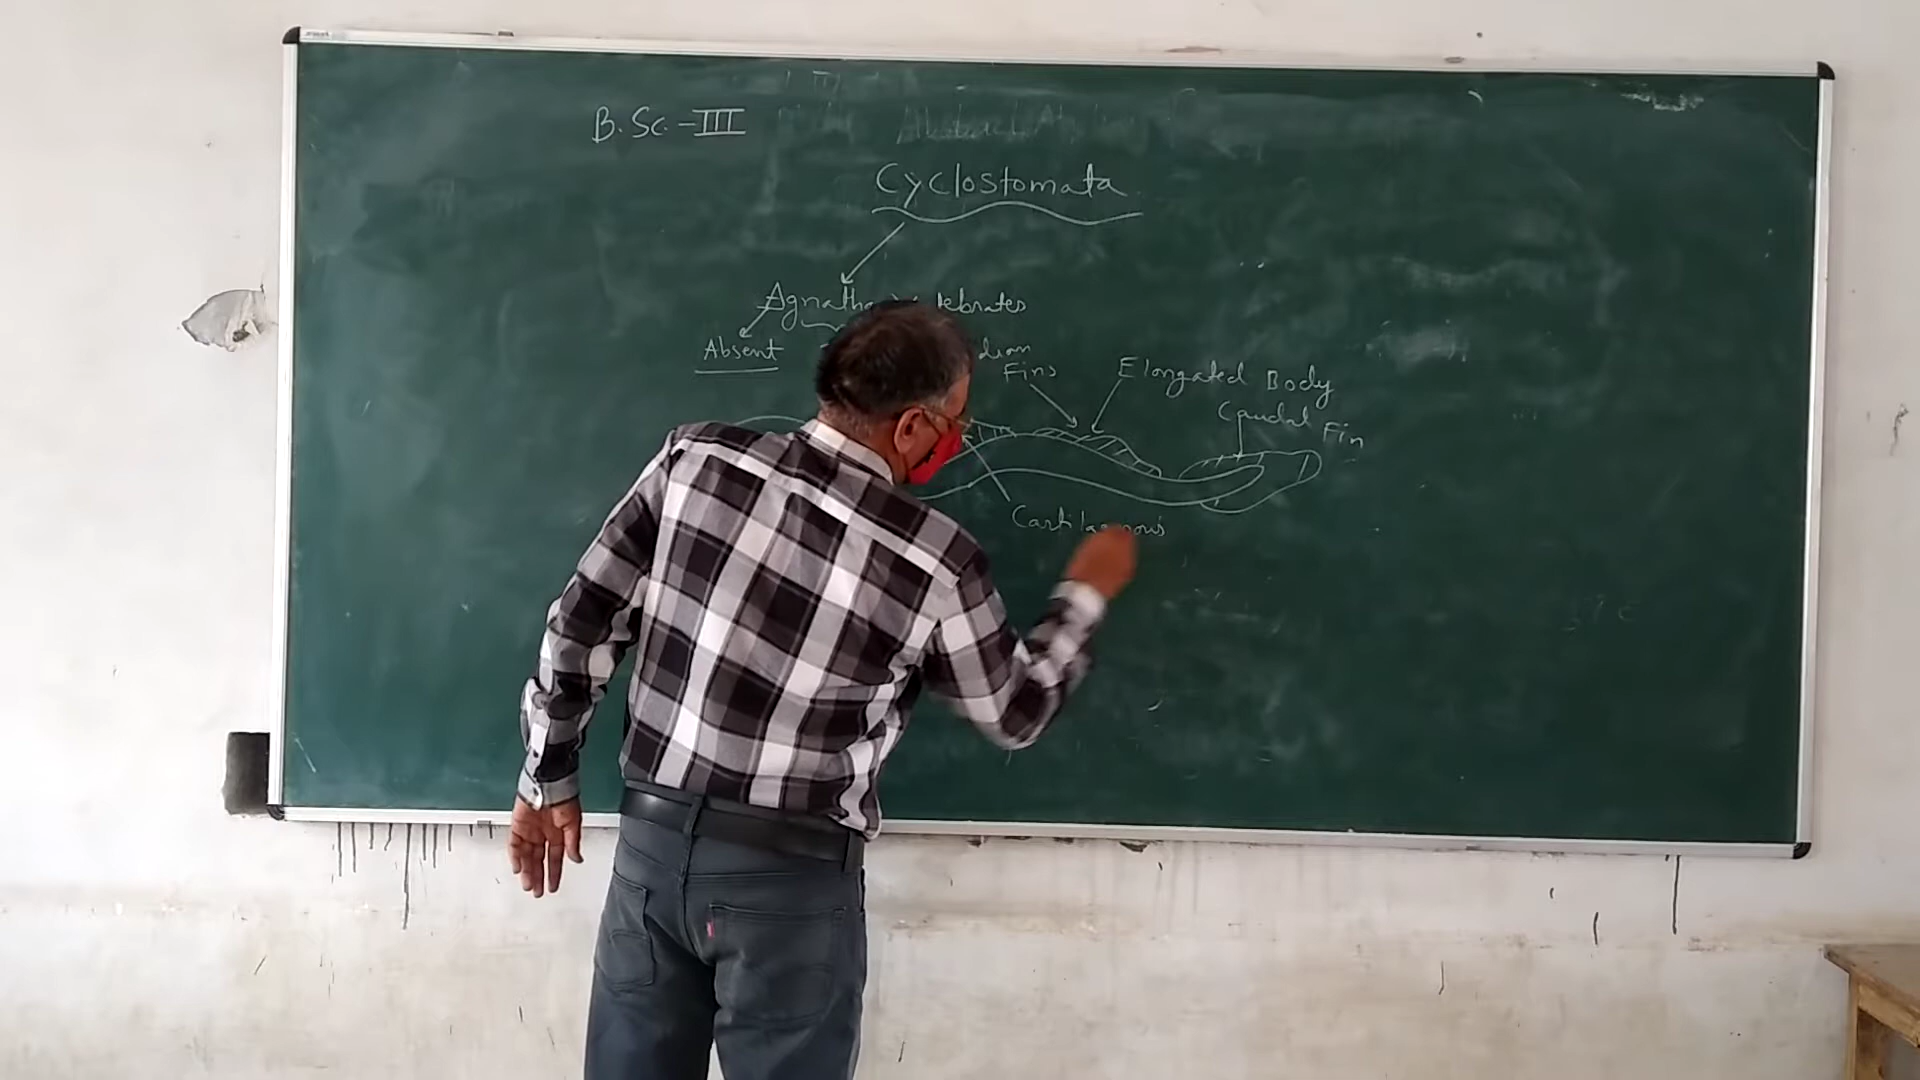 B.Sc.-III
Cyclostomata
Agnatha
Absent
Fins
Elongated Body
Caudal Fin
Cartilaginous